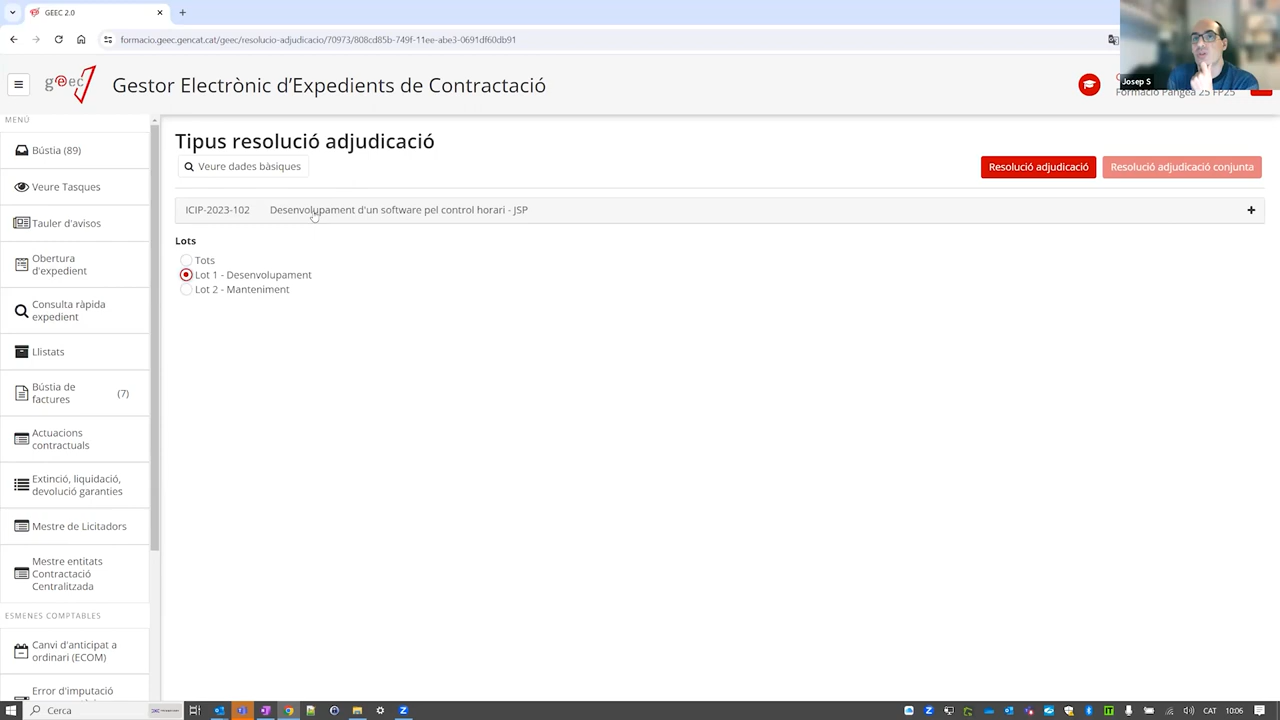 GEEC 2.0
formacio.geec.gencat.cat/geec/resolucio-adjudicacio/70973/808cd85b-749f-11ee-abe3-0691df60db91
geec
Gestor Electrònic d'Expedients de Contractació
Josep S
Formació Pangea 25 FP25
MENÚ
Bústia (89)
Veure Tasques
Tauler d'avisos
Obertura
d'expedient
Consulta ràpida
expedient
Llistats
Bústia de
factures
(7)
Actuacions
contractuals
Extinció, liquidació,
devolució garanties
Mestre de Licitadors
Mestre entitats
Contractació
Centralitzada
ESMENES COMPTABLES
Canvi d'anticipat a
ordinari (ECOM)
Error d'imputació
Tipus resolució adjudicació
Veure dades bàsiques
Resolució adjudicació
Resolució adjudicació conjunta
ICIP-2023-102 Desenvolupament d'un software pel control horari - JSP
Lots
Tots
Lot 1 - Desenvolupament
Lot 2 - Manteniment
Cerca
CAT
10:06